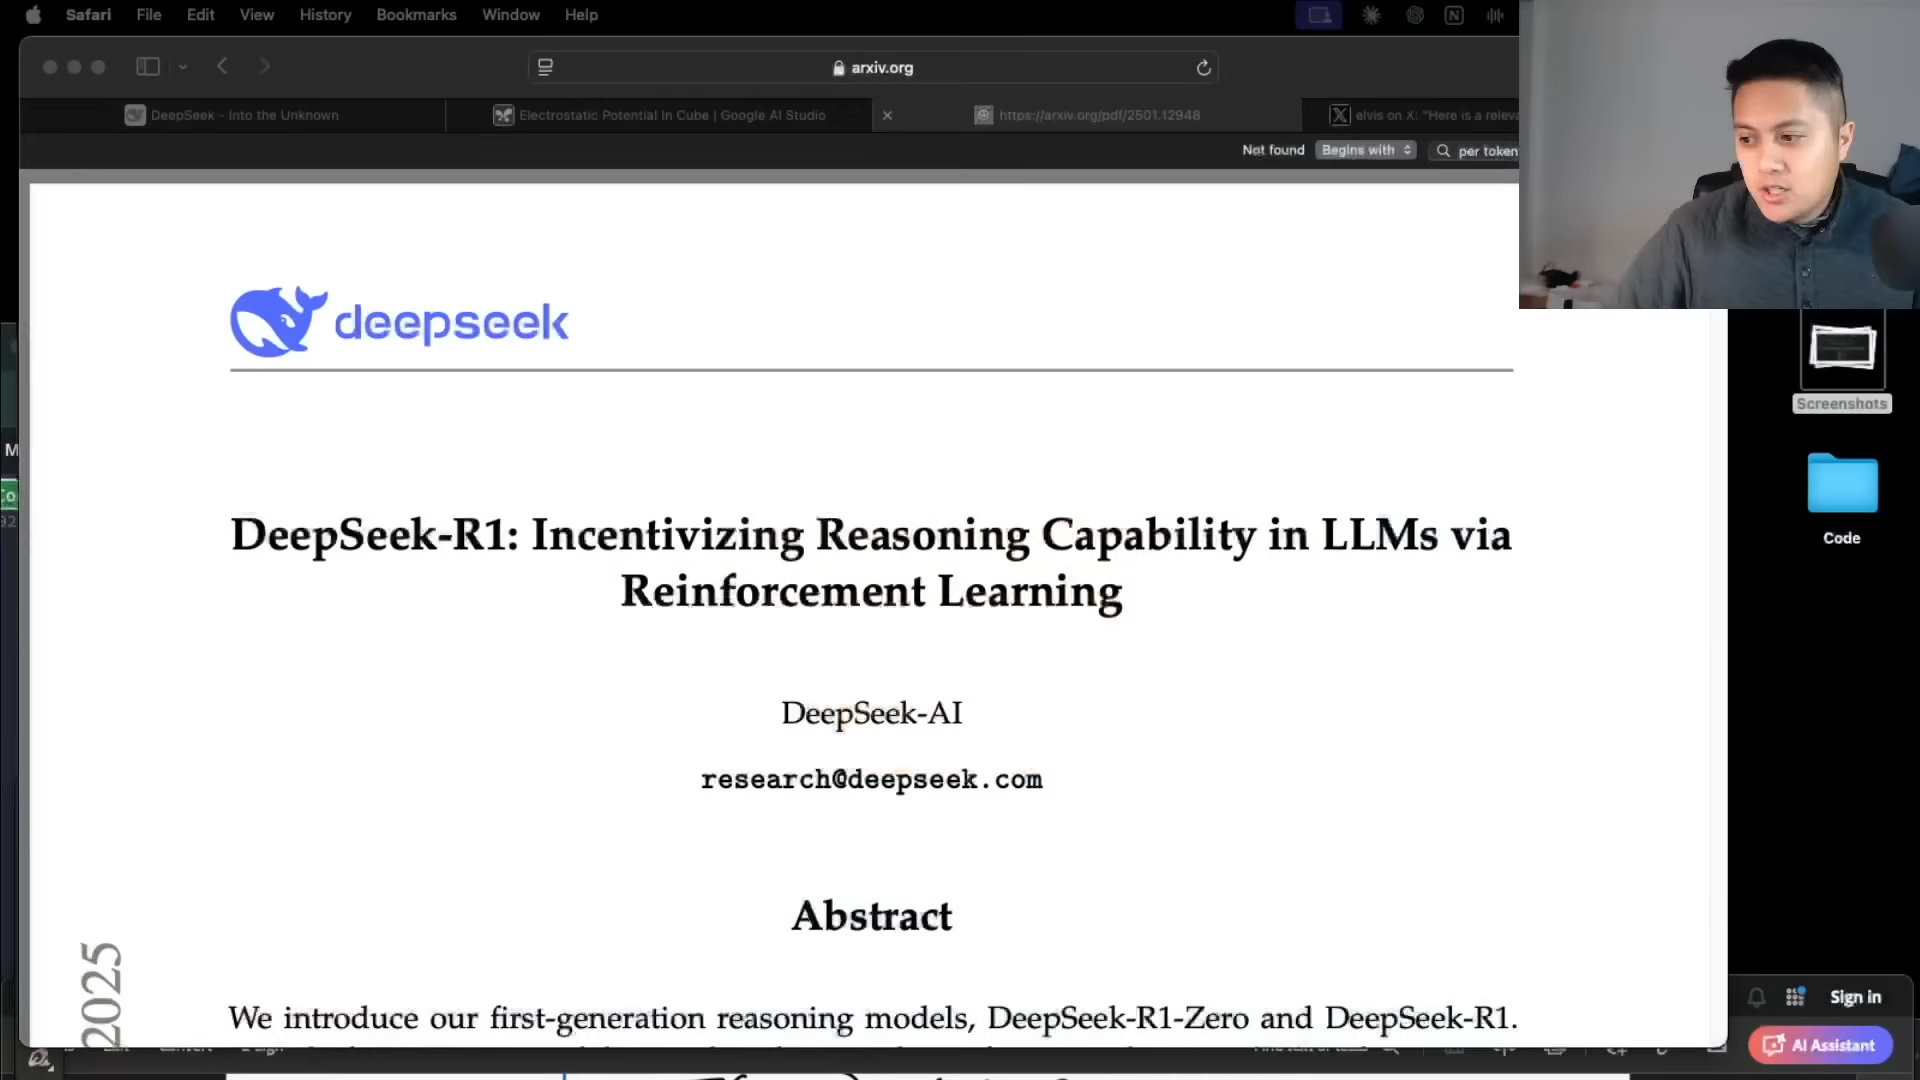 Safari File Edit View History Bookmarks Window Help
arxiv.org
DeepSeek - Into the Unknown
Electrostatic Potential In Cube | Google AI Studio
https://arxiv.org/pdf/2501.12948
elvis on X: "Here is a releva
Not found Begins with per token
deepseek
DeepSeek-R1: Incentivizing Reasoning Capability in LLMs via
Reinforcement Learning
DeepSeek-AI
research@deepseek.com
Abstract
2025
We introduce our first-generation reasoning models, DeepSeek-R1-Zero and DeepSeek-R1.
Screenshots
Code
Sign in
AI Assistant